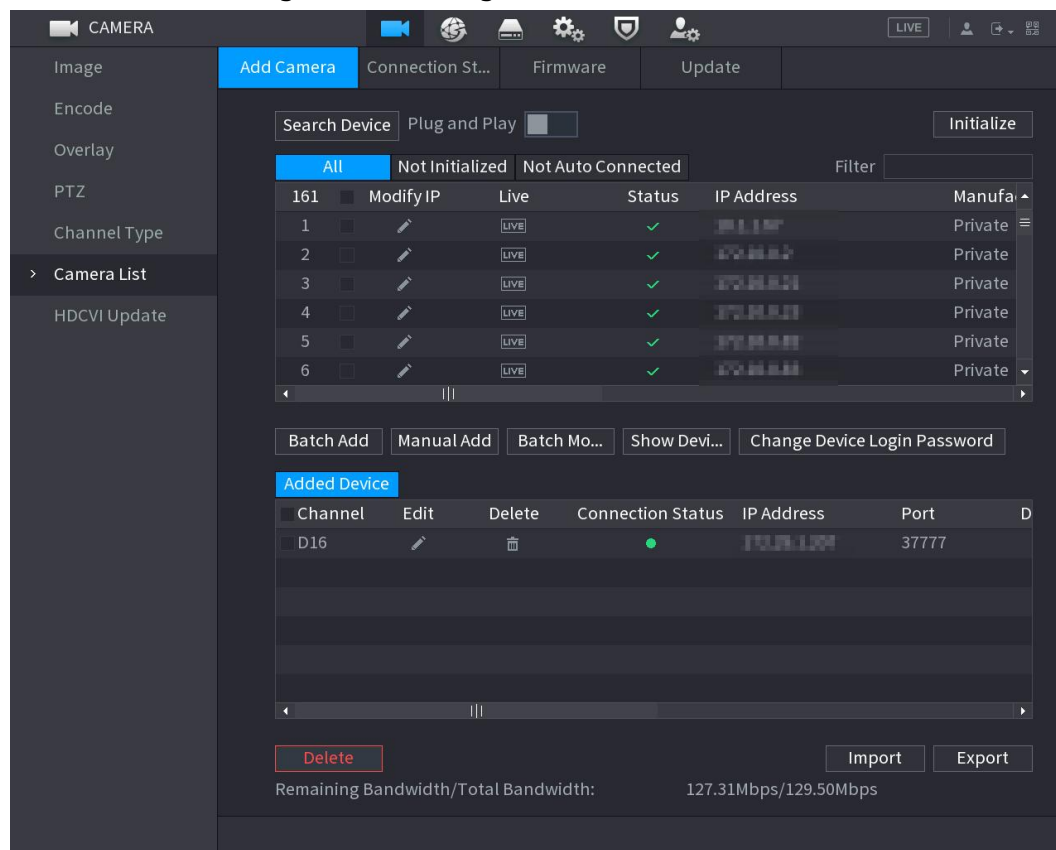 CAMERA LIVE
Image Add Camera Connection St... Firmware Update
Encode
Search Device Plug and Play Initialize
Overlay
All Not Initialized Not Auto Connected Filter
PTZ
161 Modify IP Live Status IP Address Manufa
Channel Type
1 LIVE Private
2 LIVE Private
> Camera List
3 LIVE Private
HDCVI Update
4 LIVE Private
5 LIVE Private
6 LIVE Private
Batch Add Manual Add Batch Mo... Show Devi... Change Device Login Password
Added Device
Channel Edit Delete Connection Status IP Address Port D
D16 37777
Delete Import Export
Remaining Bandwidth/Total Bandwidth: 127.31Mbps/129.50Mbps